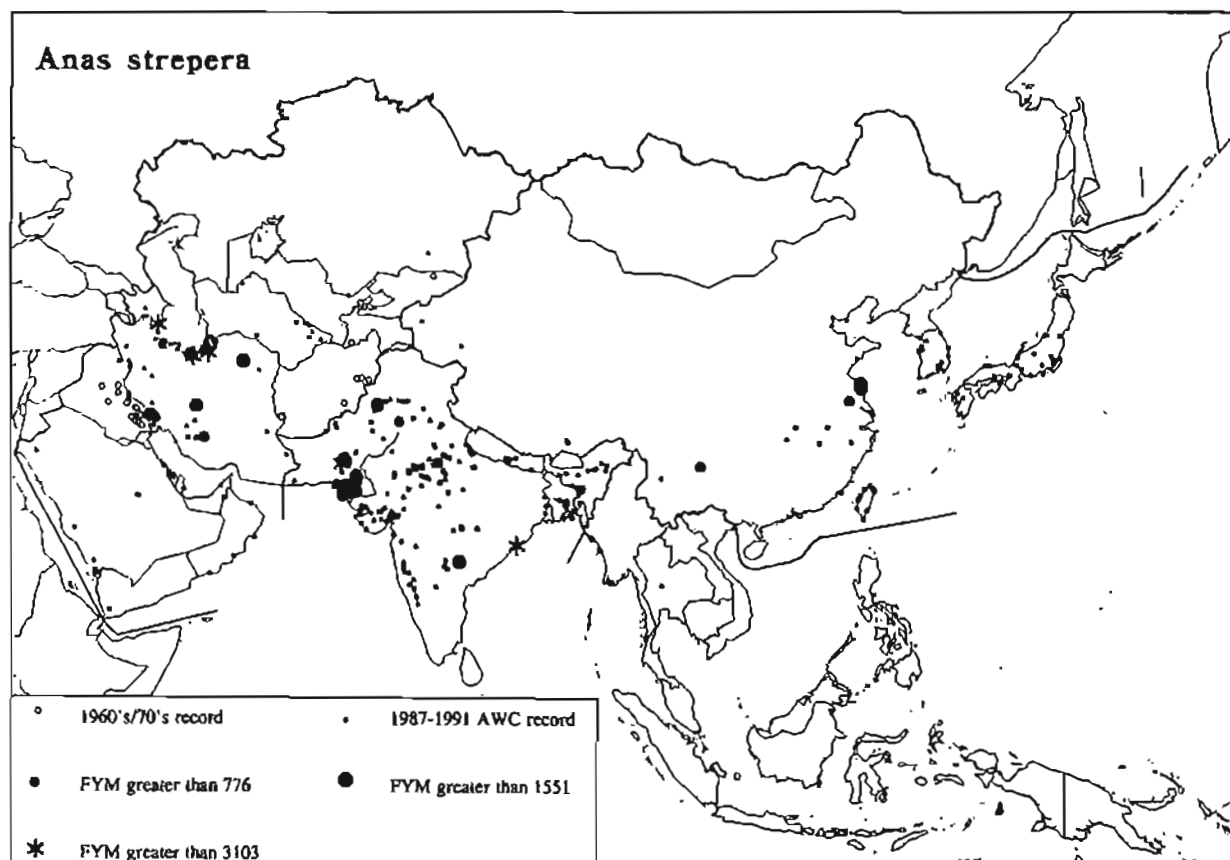 Anas strepera
1960's/70's record
1987-1991 AWC record
FYM greater than 776
FYM greater than 1551
FYM greater than 3103